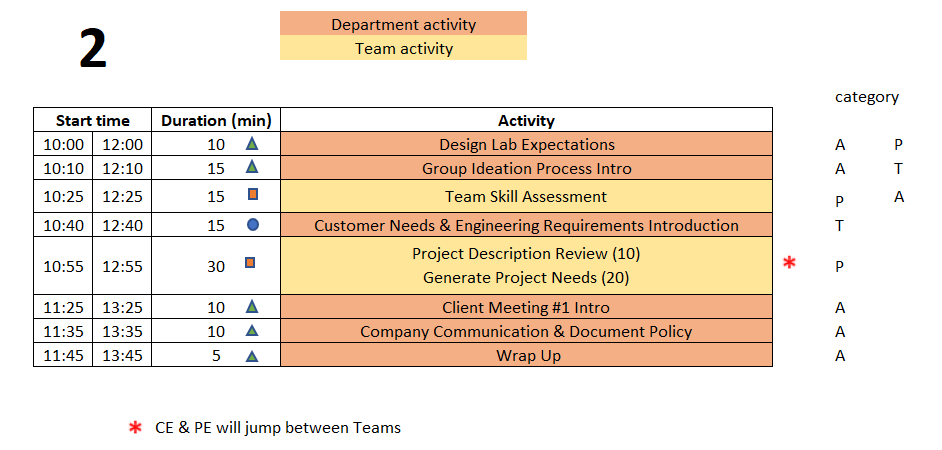 Department activity
2
Team activity
category
Start time Duration (min) Activity
10:00 12:00 10 Design Lab Expectations A P
10:10 12:10 15 Group Ideation Process Intro A T
10:25 12:25 15 Team Skill Assessment P A
10:40 12:40 15 Customer Needs & Engineering Requirements Introduction T
Project Description Review (10)
10:55 12:55 30 * P
Generate Project Needs (20)
11:25 13:25 10 Client Meeting #1 Intro A
11:35 13:35 10 Company Communication & Document Policy A
11:45 13:45 5 Wrap Up A
* CE & PE will jump between Teams